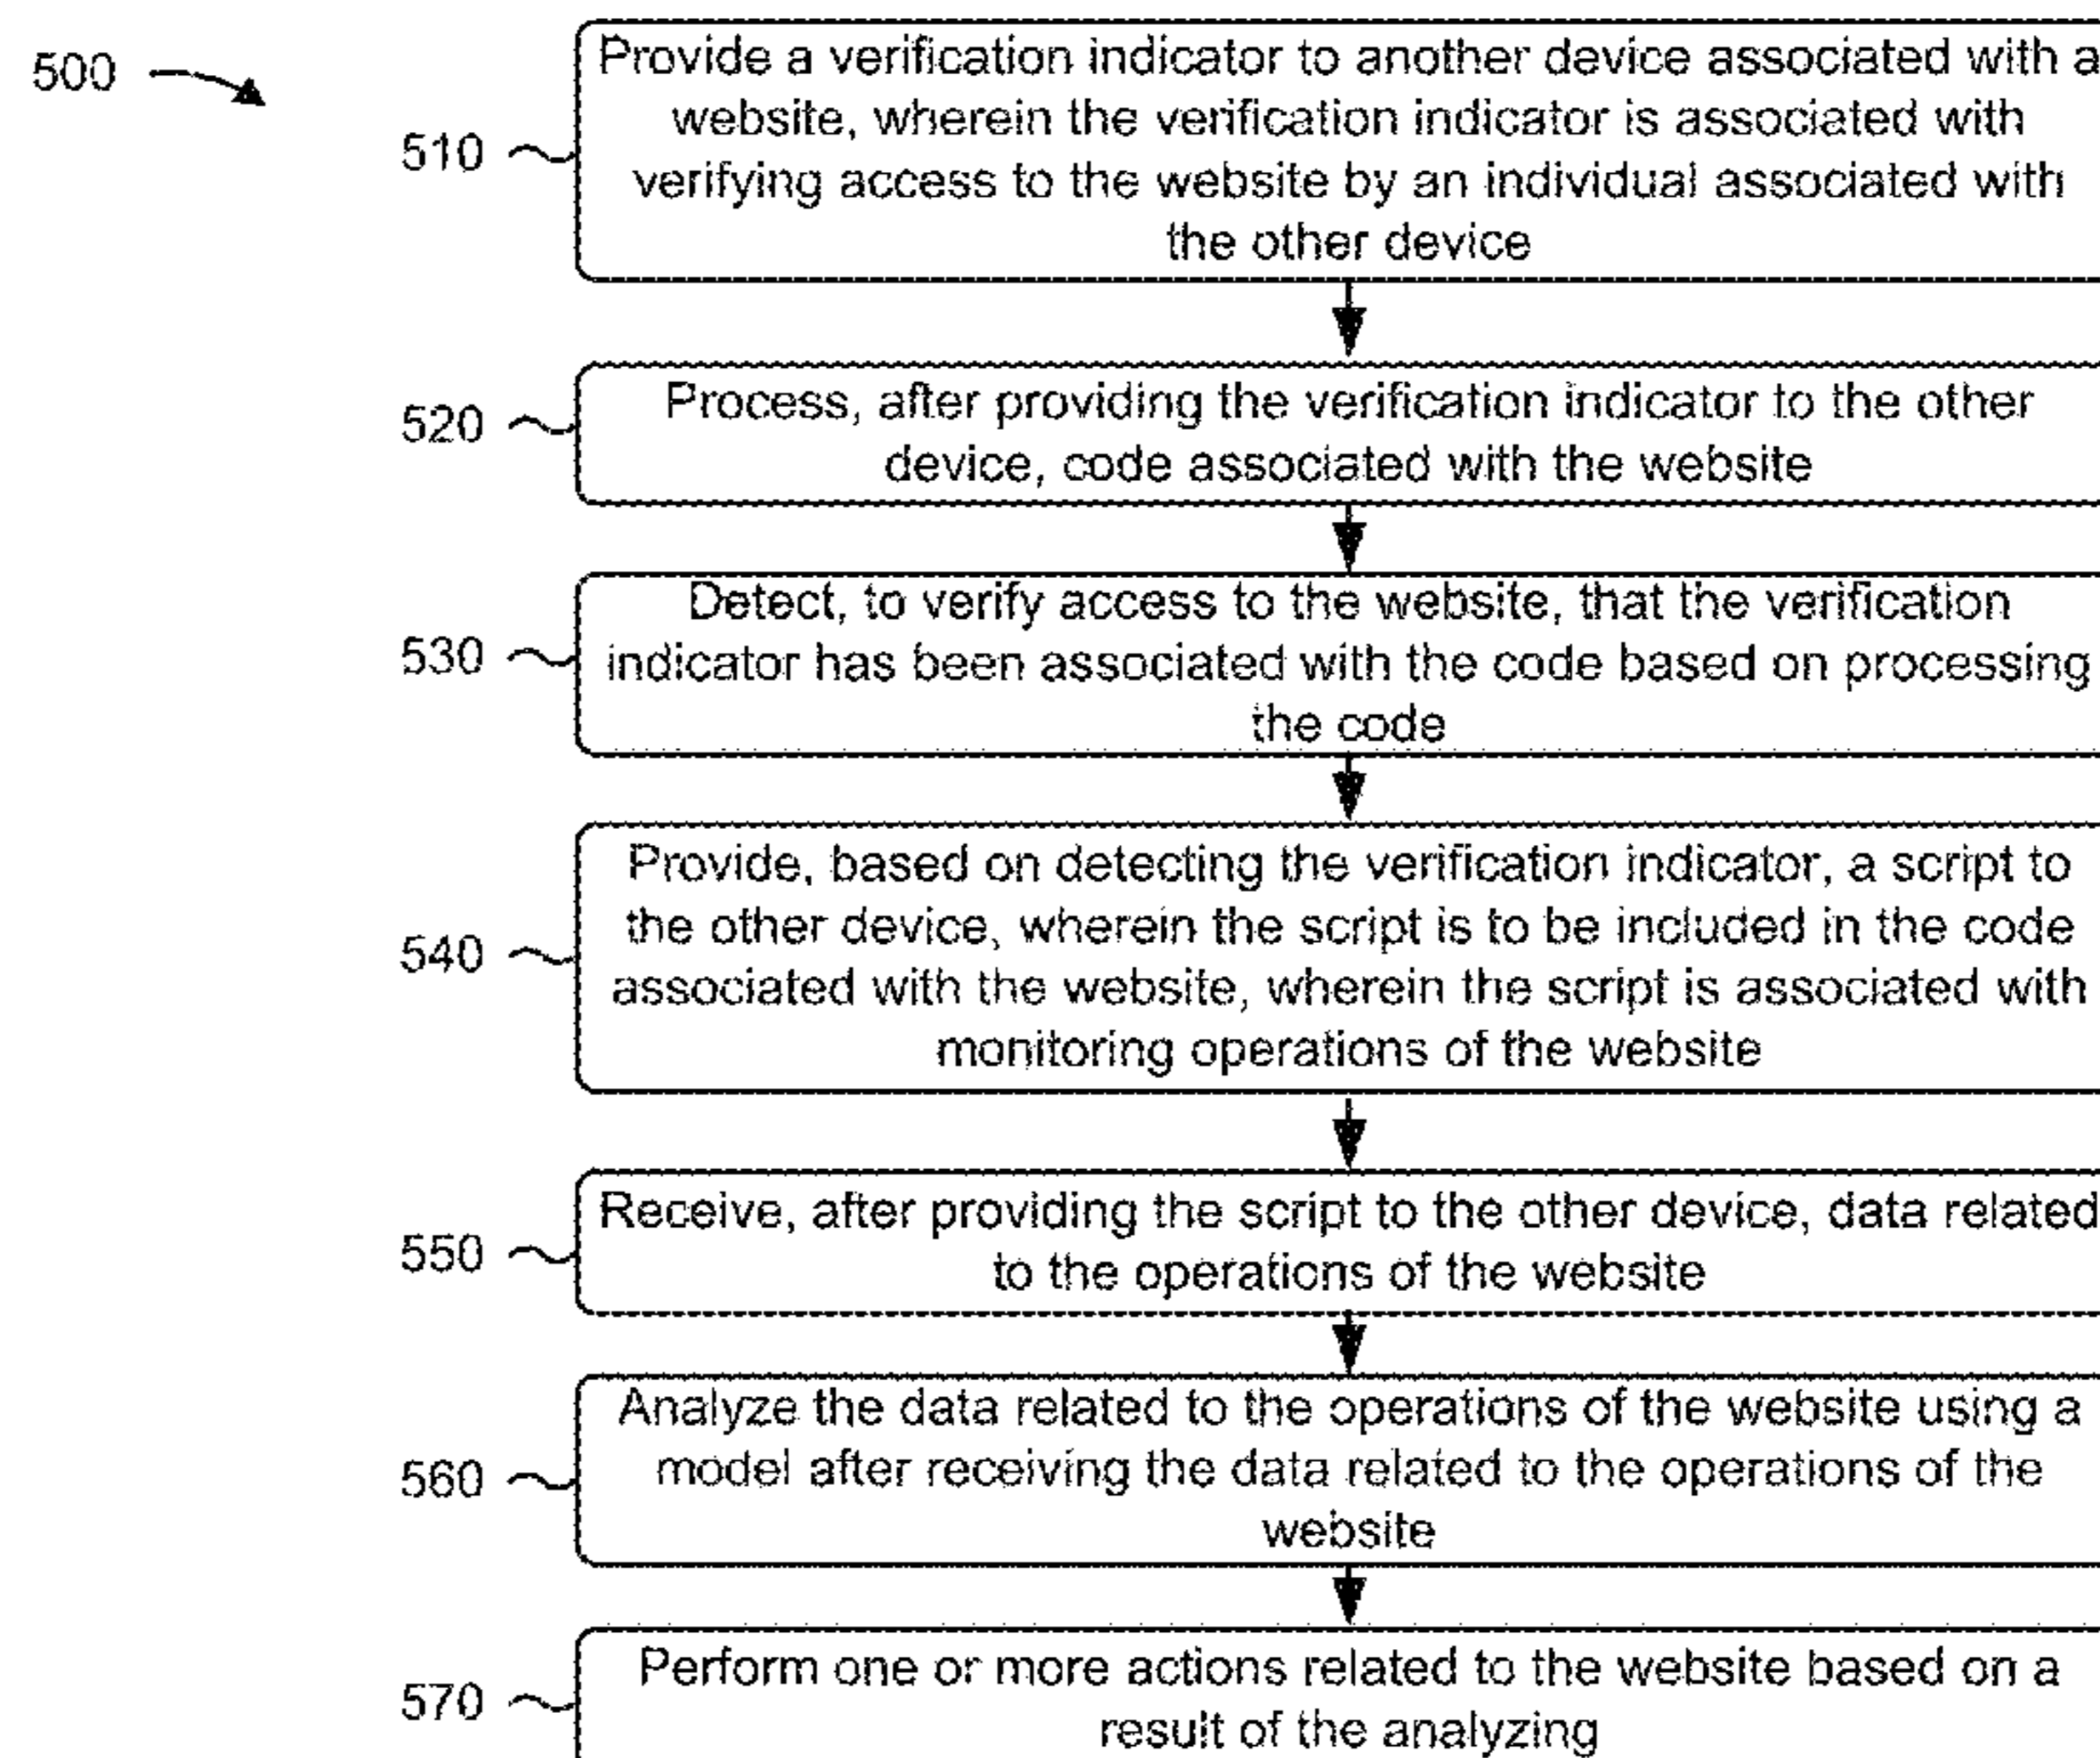 500
Provide a verification indicator to another device associated with a
website, wherein the verification indicator is associated with
510
verifying access to the website by an individual associated with
the other device
Process, after providing the verification indicator to the other
520
device, code associated with the website
Detect, to verify access to the website, that the verification
530
indicator has been associated with the code based on processing
the code
Provide, based on detecting the verification indicator, a script to
the other device, wherein the script is to be included in the code
540
associated with the website, wherein the script is associated with
monitoring operations of the website
Receive, after providing the script to the other device, data related
550
to the operations of the website
Analyze the data related to the operations of the website using a
560
model after receiving the data related to the operations of the
website
Perform one or more actions related to the website based on a
570
result of the analyzing